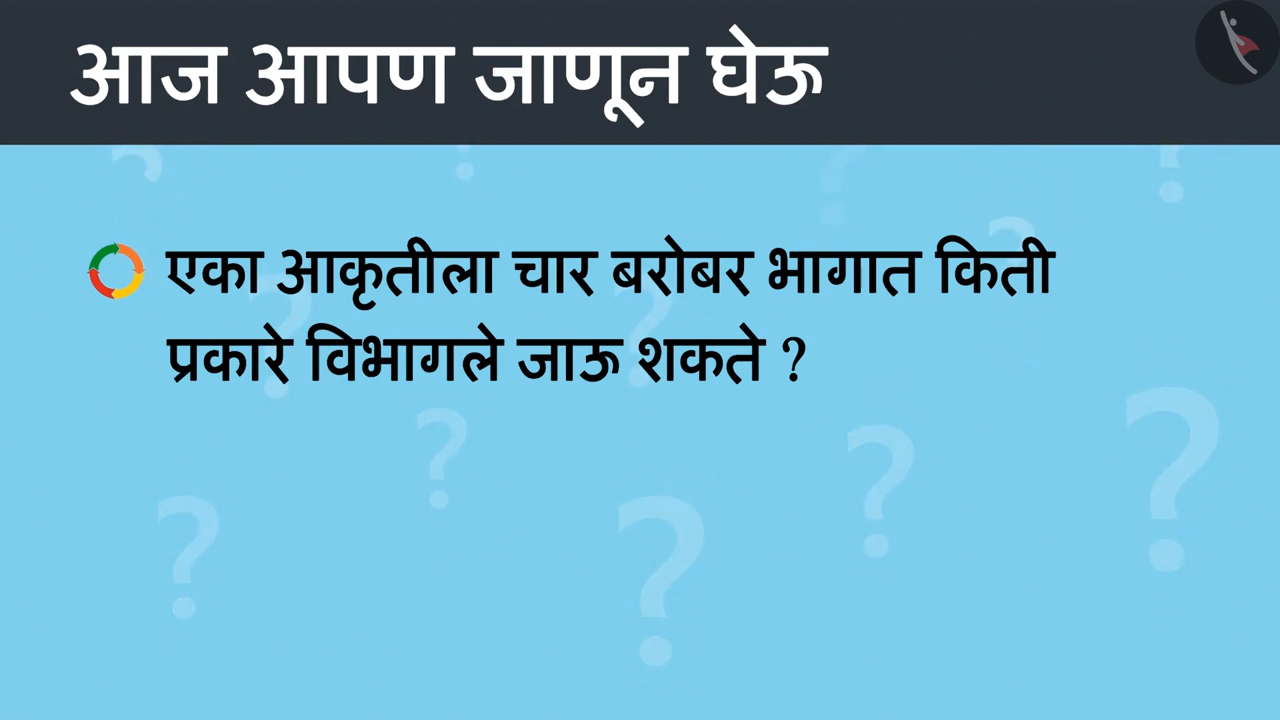 आज आपण जाणून घेऊ
एका आकृतीला चार बरोबर भागात किती
प्रकारे विभागले जाऊ शकते ?